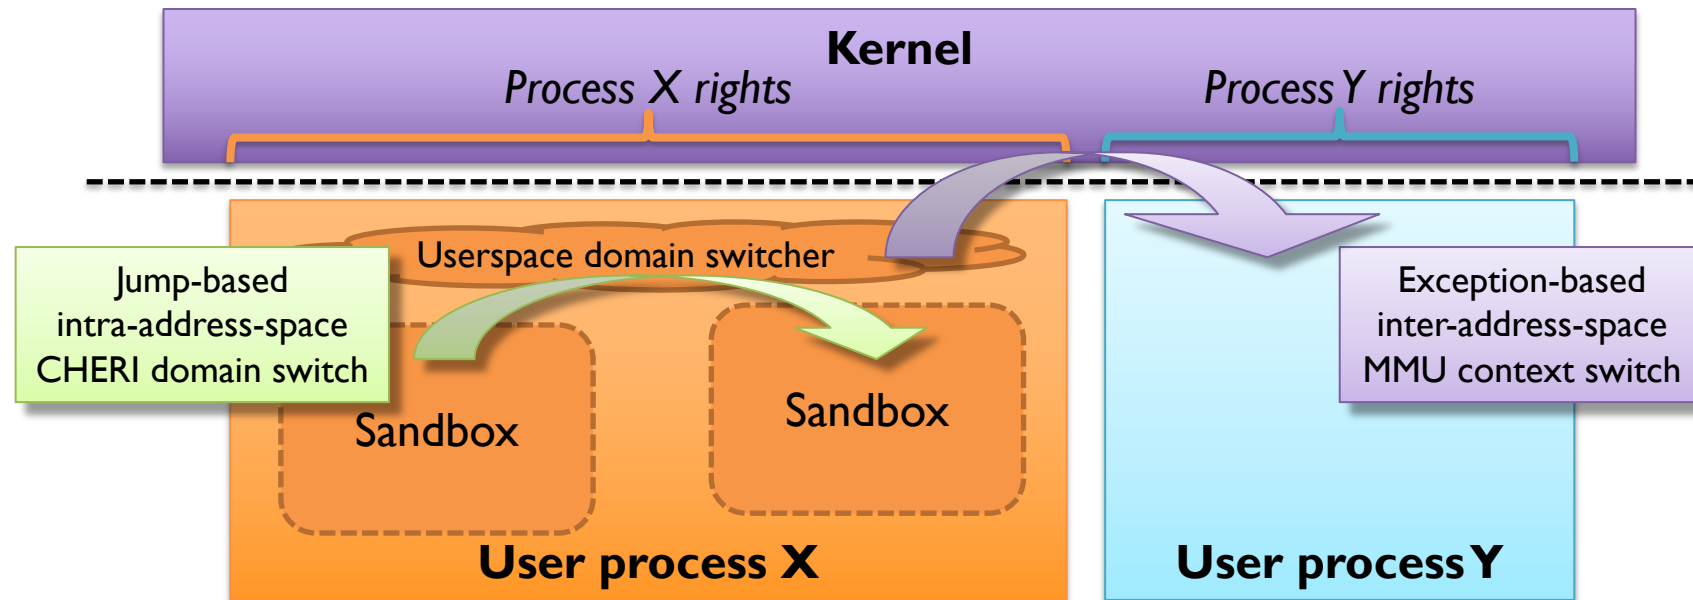 Kernel
Process X rights
Process Y rights
Userspace domain switcher
Jump-based
intra-address-space
CHERI domain switch
Exception-based
inter-address-space
MMU context switch
Sandbox
Sandbox
User process X
User process Y